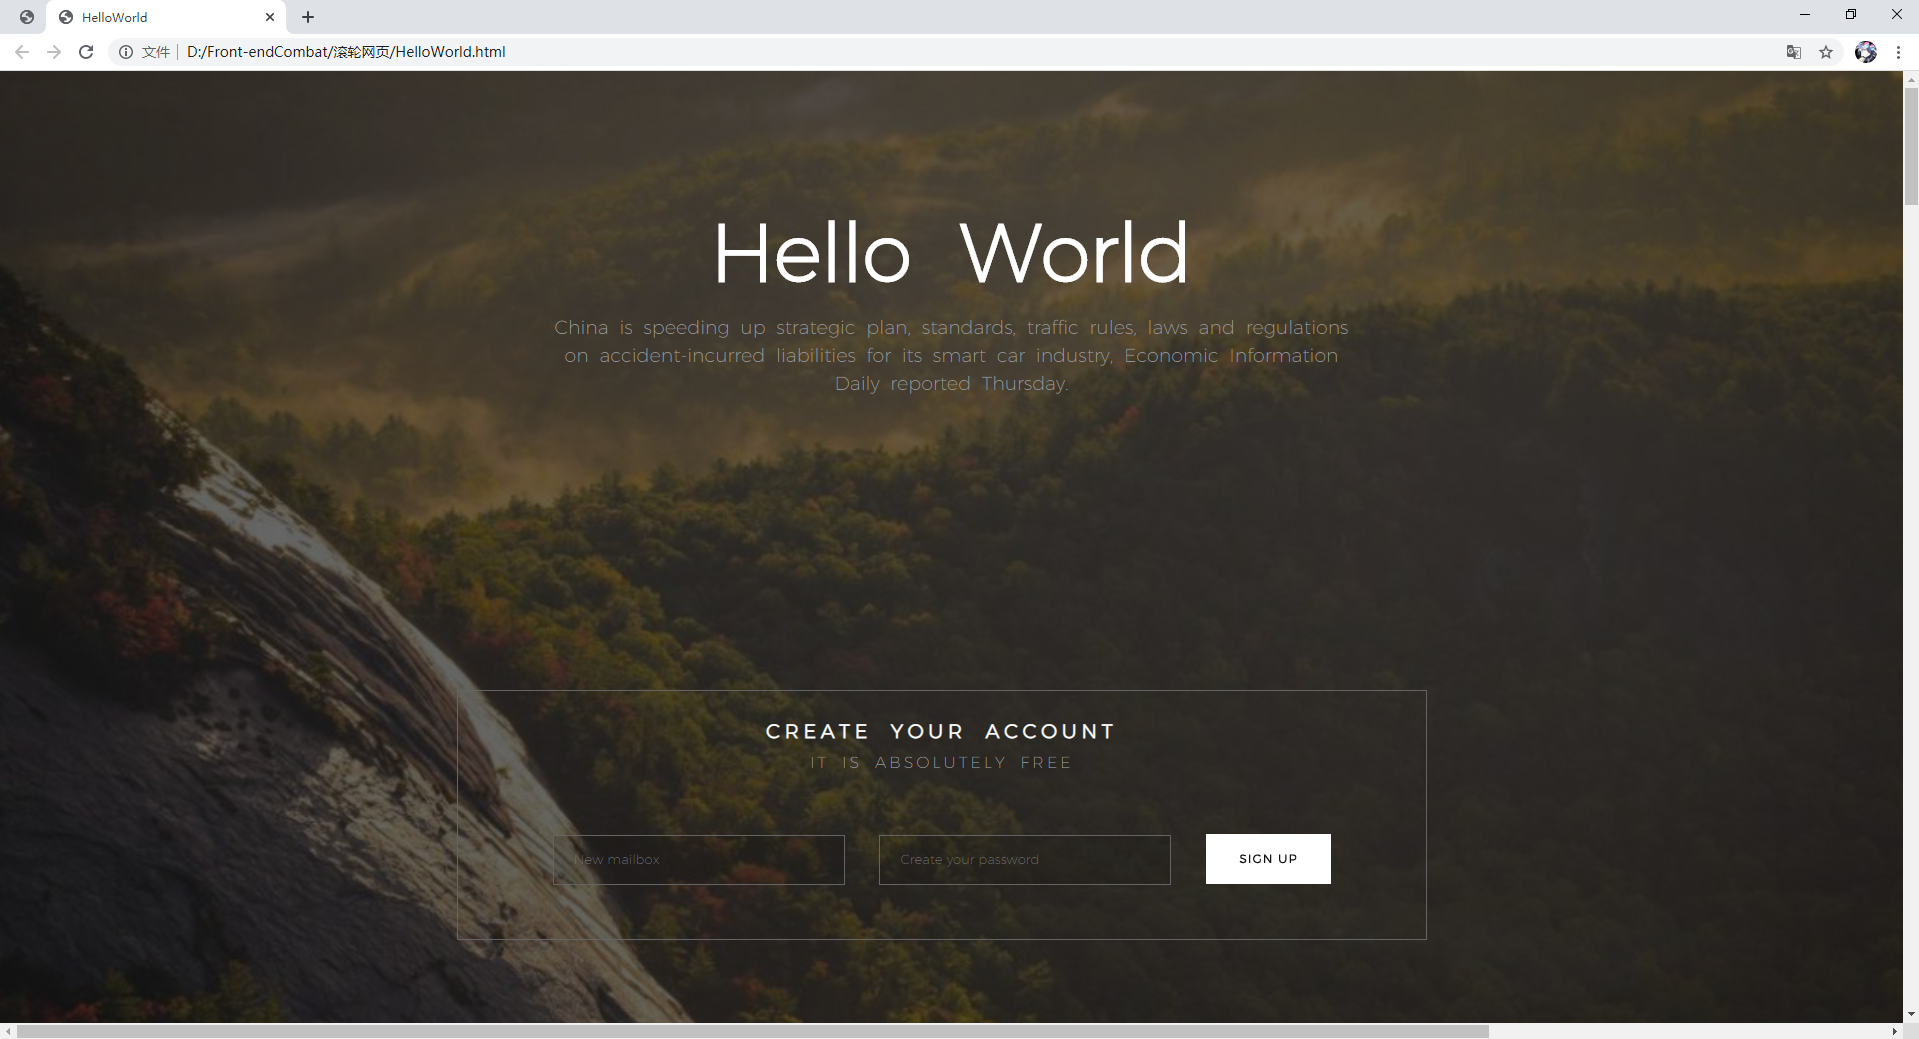 HelloWorld
文件 D:/Front-endCombat/滚轮网页/HelloWorld.html
Hello World
China is speeding up strategic plan, standards, traffic rules, laws and regulations
on accident-incurred liabilities for its smart car industry, Economic Information
Daily reported Thursday.
CREATE YOUR ACCOUNT
IT IS ABSOLUTELY FREE
New mailbox
Create your password
SIGN UP